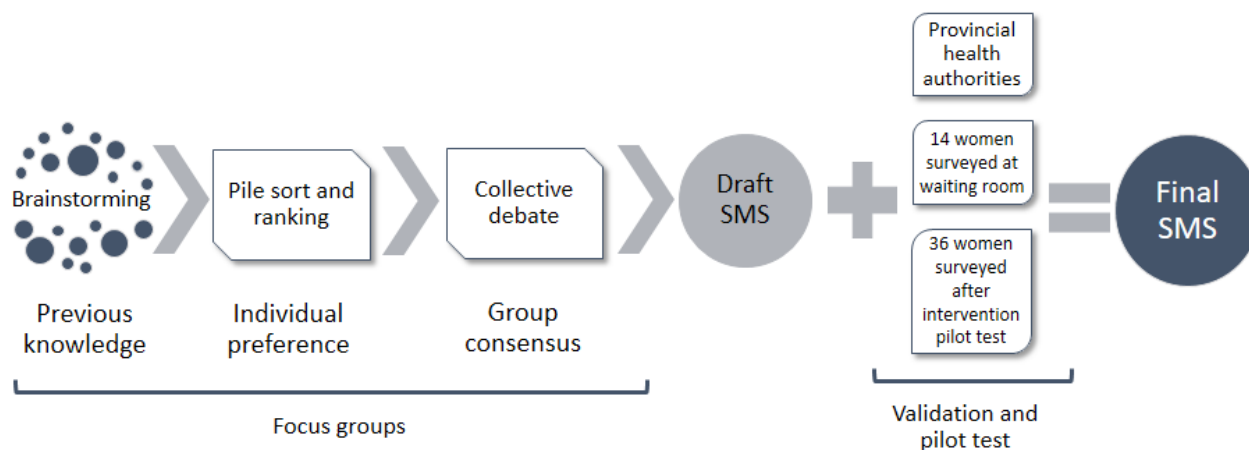 Brainstorming
Previous
knowledge
Pile sort and
ranking
Individual
preference
Collective
debate
Group
consensus
Focus groups
Draft
SMS
Provincial
health
authorities
14 women
surveyed at
waiting room
36 women
surveyed
after
intervention
pilot test
Validation and
pilot test
Final
SMS